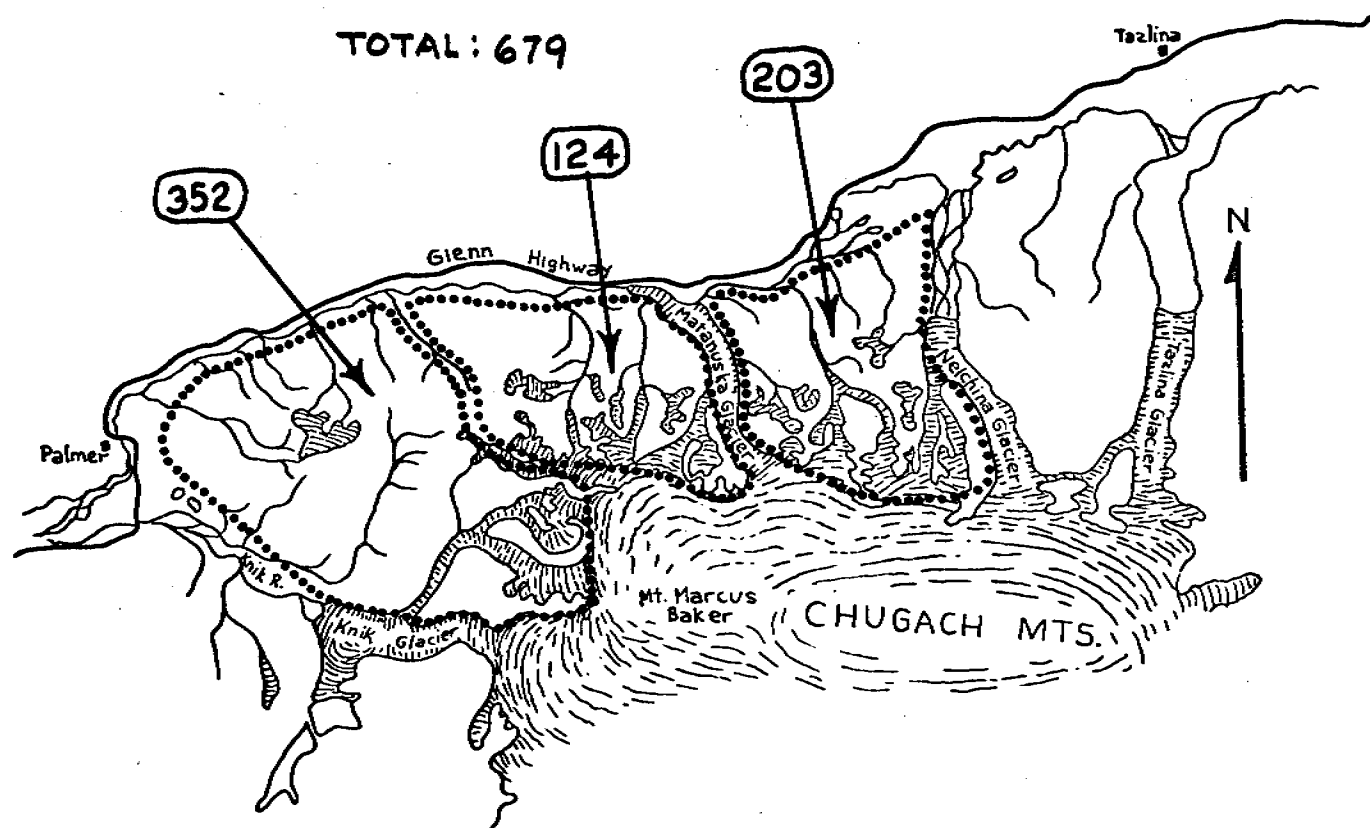 TOTAL: 679
Tazlina
203
124
352
N
Glenn Highway
Matanuska Glacier
Nelchina Glacier
Tazlina Glacier
Palmer
Knik R.
Mt. Marcus
Baker
CHUGACH MTS.
Knik Glacier